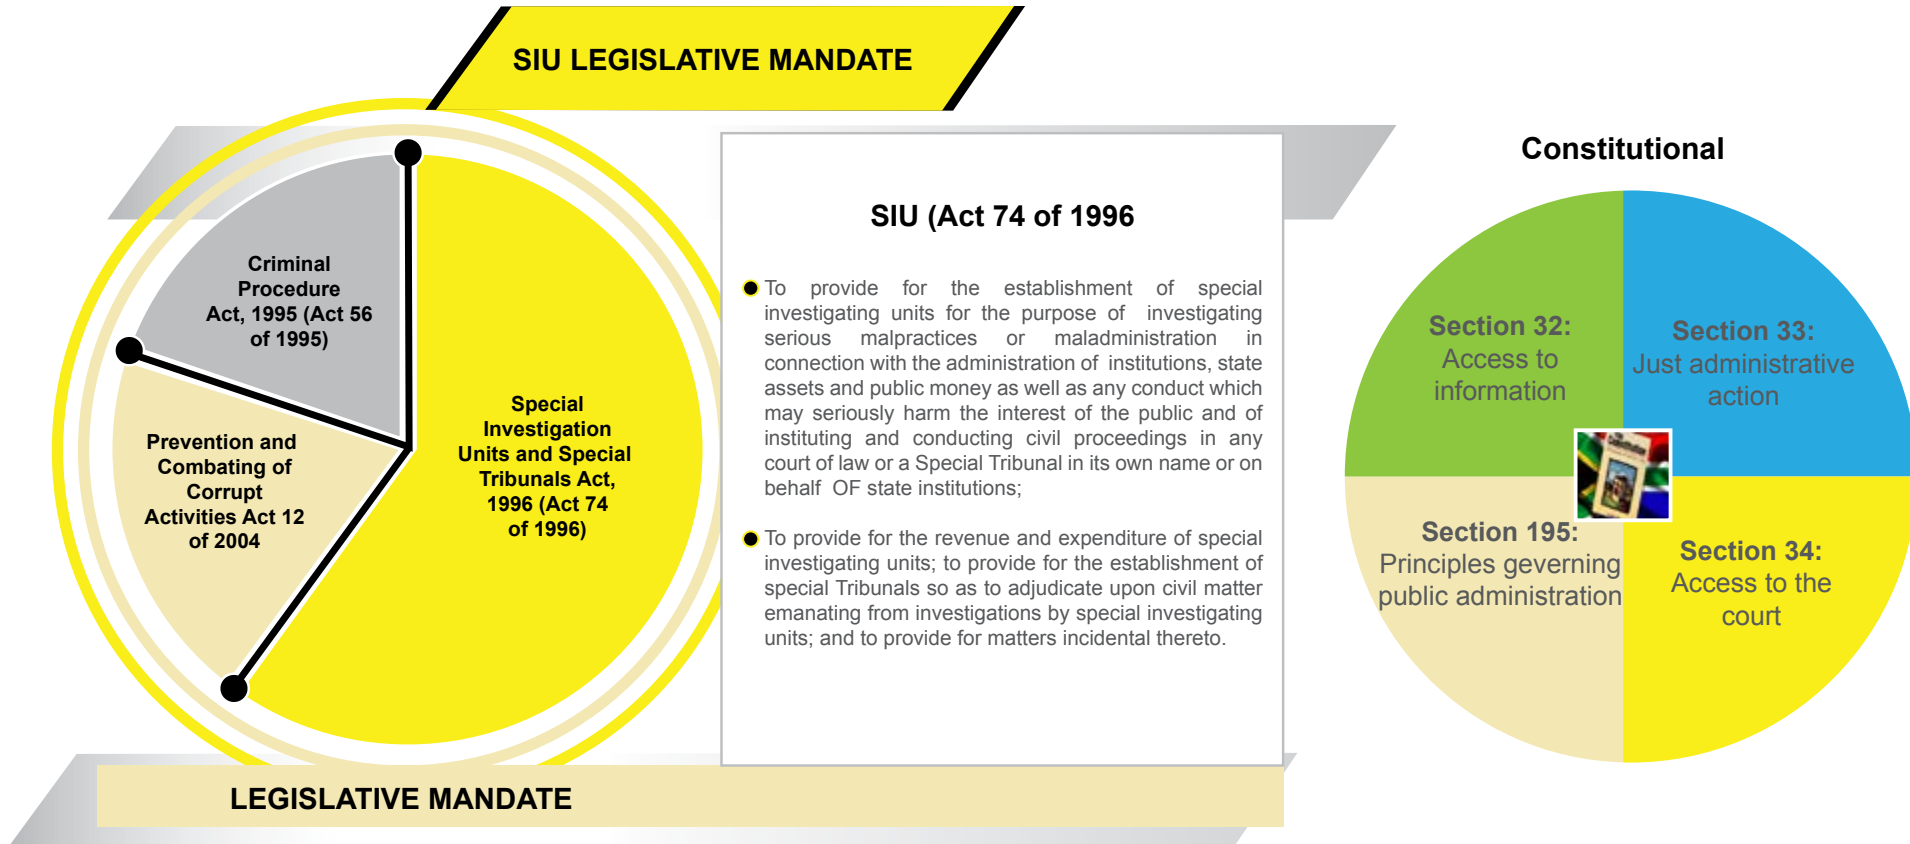 SIU LEGISLATIVE MANDATE
Criminal
Procedure
Act, 1995 (Act 56
of 1995)
Prevention and
Combating of
Corrupt
Activities Act 12
of 2004
Special
Investigation
Units and Special
Tribunals Act,
1996 (Act 74
of 1996)
SIU (Act 74 of 1996
To provide for the establishment of special
investigating units for the purpose of investigating
serious malpractices or maladministration in
connection with the administration of institutions, state
assets and public money as well as any conduct which
may seriously harm the interest of the public and of
instituting and conducting civil proceedings in any
court of law or a Special Tribunal in its own name or on
behalf OF state institutions;
To provide for the revenue and expenditure of special
investigating units; to provide for the establishment of
special Tribunals so as to adjudicate upon civil matter
emanating from investigations by special investigating
units; and to provide for matters incidental thereto.
LEGISLATIVE MANDATE
Constitutional
Section 32:
Access to
information
Section 33:
Just administrative
action
Section 195:
Principles geverning
public administration
Section 34:
Access to the
court